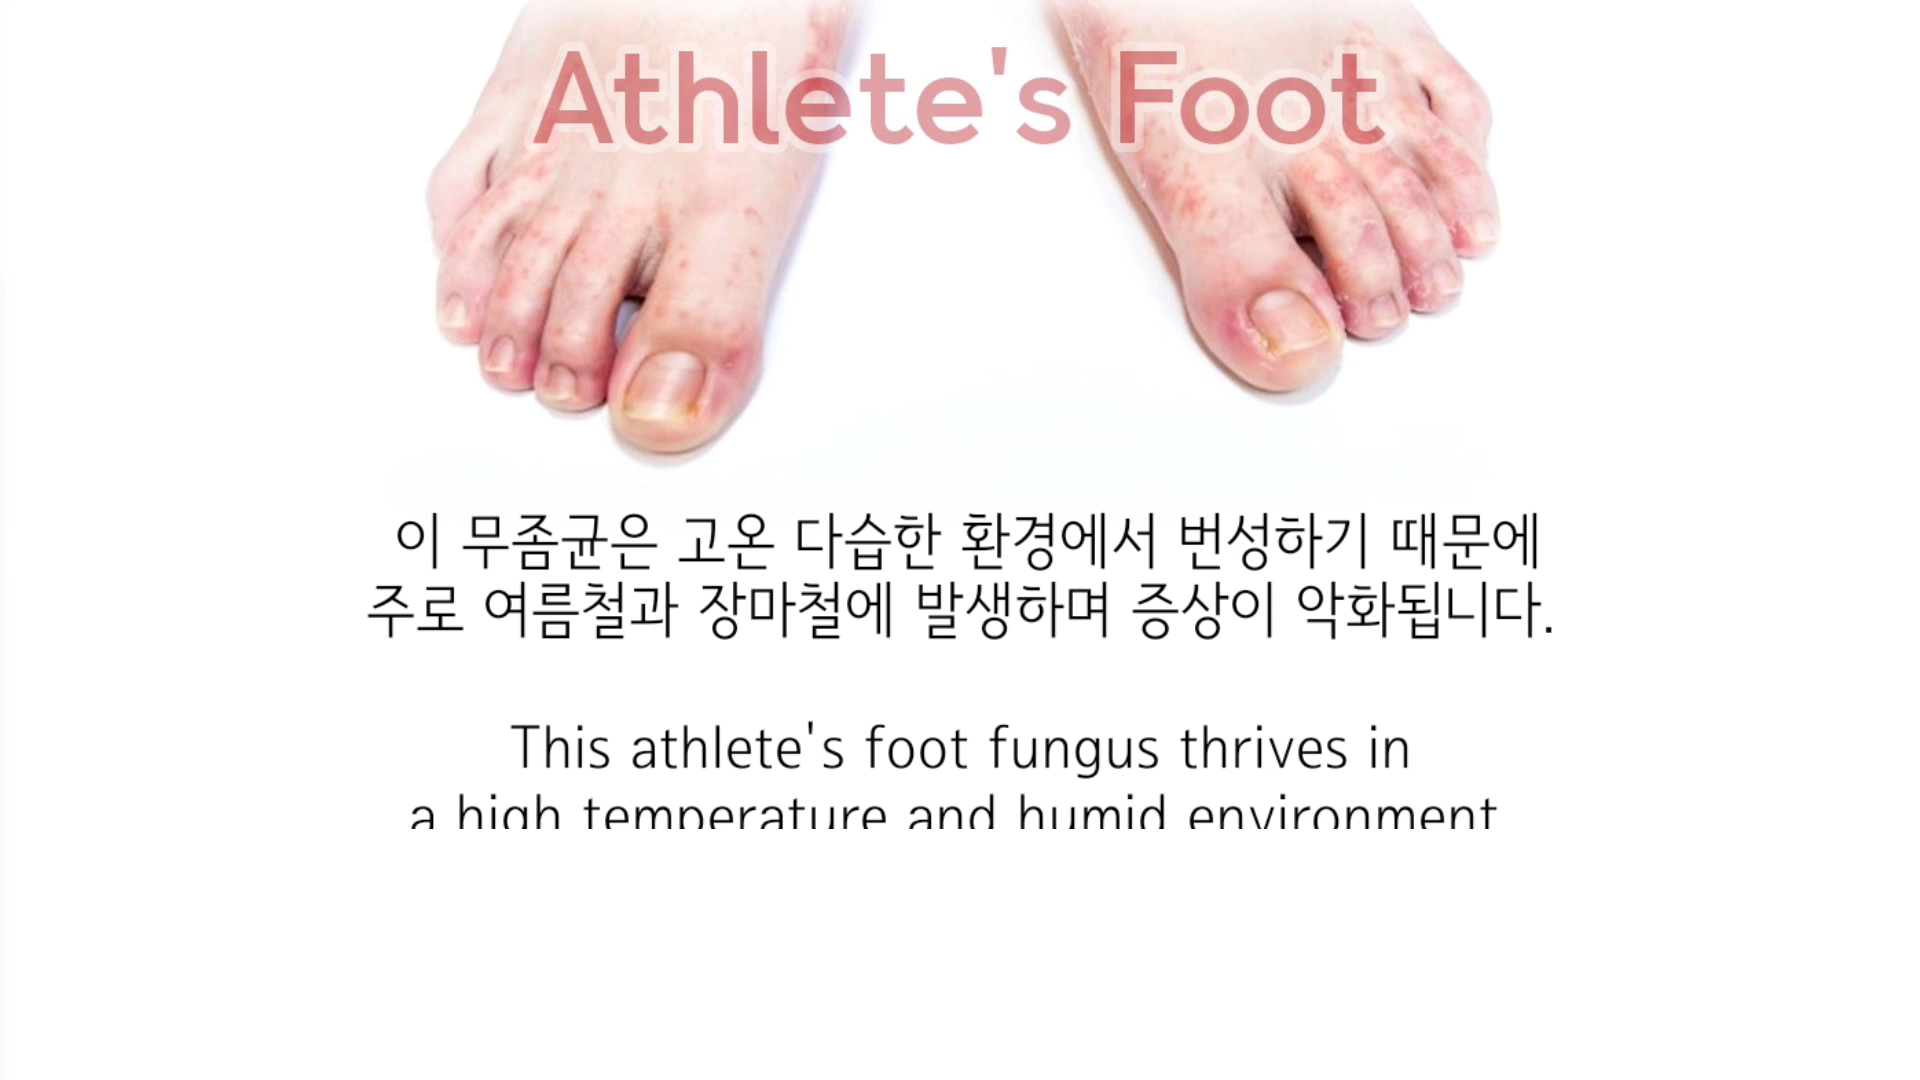 Athlete's Foot
이 무좀균은 고온 다습한 환경에서 번성하기 때문에
주로 여름철과 장마철에 발생하며 증상이 악화됩니다.
This athlete's foot fungus thrives in
a high temperature and humid environment